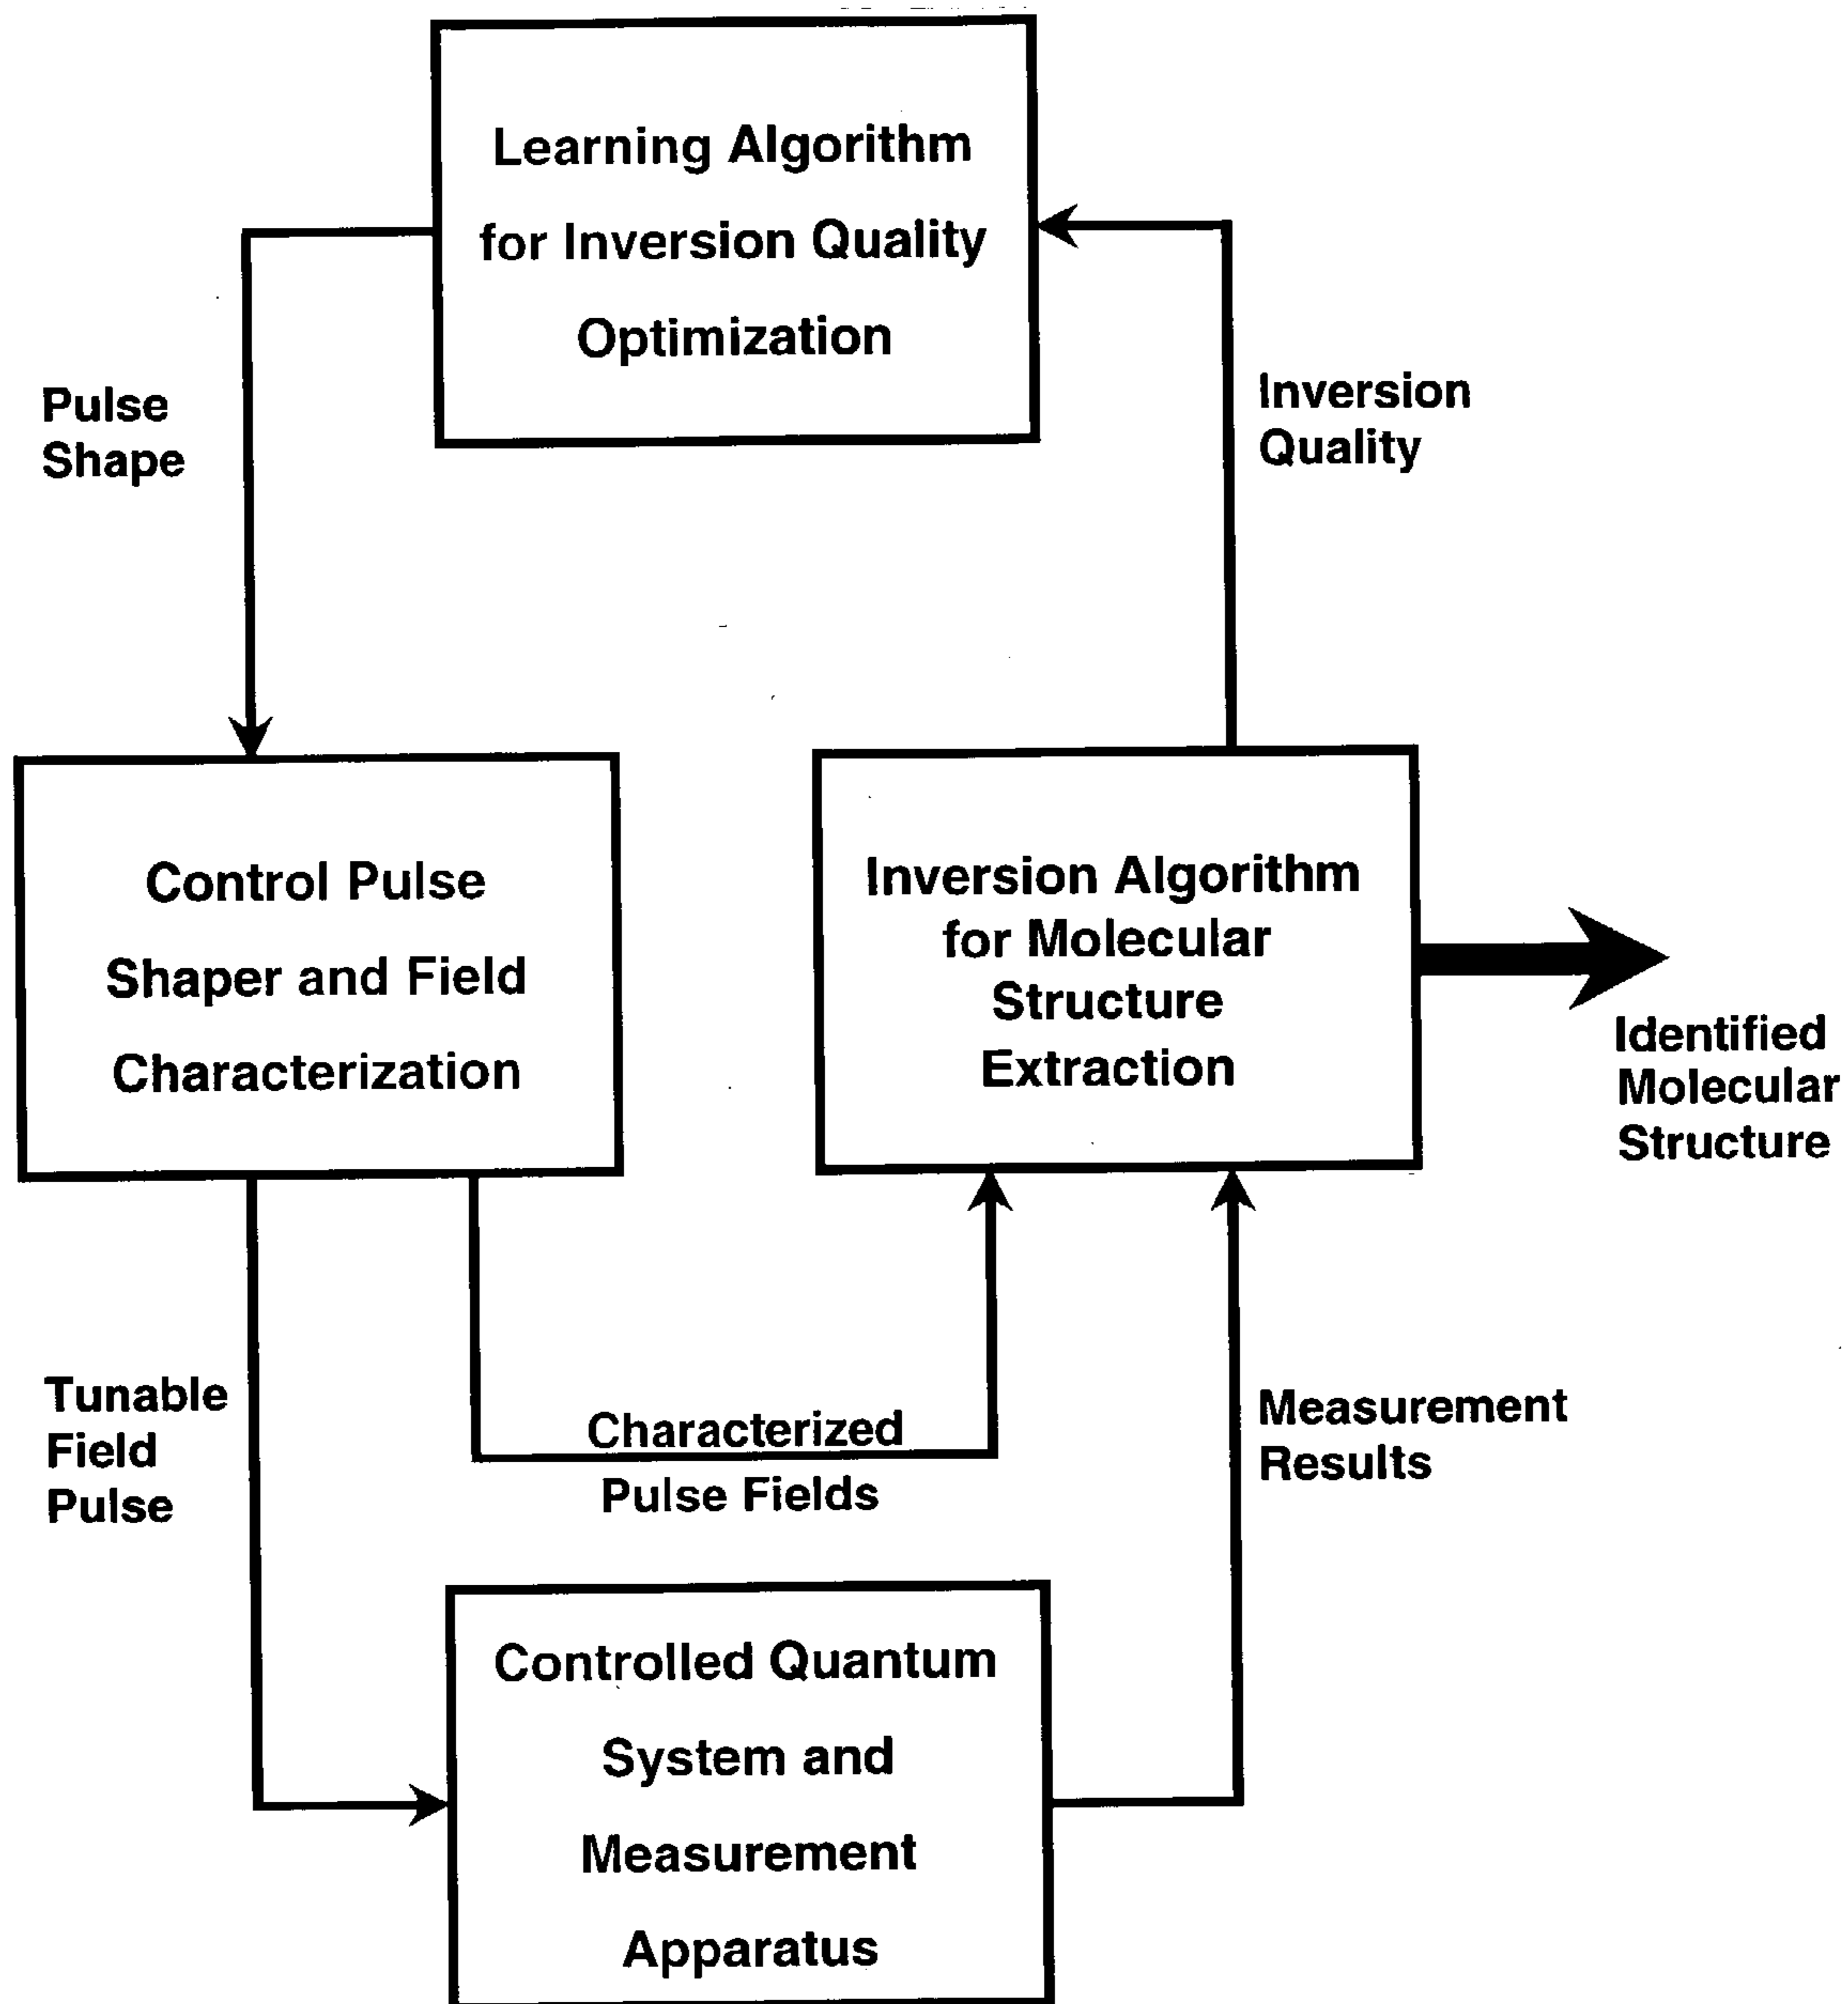 Learning Algorithm
for Inversion Quality
Optimization
Pulse
Shape
Inversion
Quality
Control Pulse
Shaper and Field
Characterization
Inversion Algorithm
for Molecular
Structure
Extraction
Identified
Molecular
Structure
Tunable
Field
Pulse
Characterized
Pulse Fields
Measurement
Results
Controlled Quantum
System and
Measurement
Apparatus